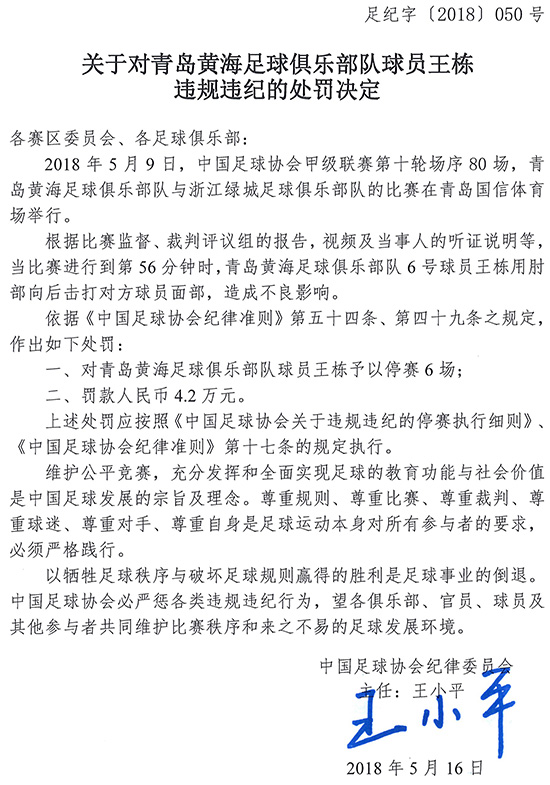 足纪字〔2018〕050 号
关于对青岛黄海足球俱乐部队球员王栋
违规违纪的处罚决定
各赛区委员会、各足球俱乐部：
2018 年 5 月 9 日，中国足球协会甲级联赛第十轮场序 80 场，青
岛黄海足球俱乐部队与浙江绿城足球俱乐部队的比赛在青岛国信体育
场举行。
根据比赛监督、裁判评议组的报告，视频及当事人的听证说明等，
当比赛进行到第 56 分钟时，青岛黄海足球俱乐部队 6 号球员王栋用肘
部向后击打对方球员面部，造成不良影响。
依据《中国足球协会纪律准则》第五十四条、第四十九条之规定，
作出如下处罚：
一、对青岛黄海足球俱乐部队球员王栋予以停赛 6 场；
二、罚款人民币 4.2 万元。
上述处罚应按照《中国足球协会关于违规违纪的停赛执行细则》、
《中国足球协会纪律准则》第十七条的规定执行。
维护公平竞赛，充分发挥和全面实现足球的教育功能与社会价值
是中国足球发展的宗旨及理念。尊重规则、尊重比赛、尊重裁判、尊
重球迷、尊重对手、尊重自身是足球运动本身对所有参与者的要求，
必须严格践行。
以牺牲足球秩序与破坏足球规则赢得的胜利是足球事业的倒退。
中国足球协会必严惩各类违规违纪行为，望各俱乐部、官员、球员及
其他参与者共同维护比赛秩序和来之不易的足球发展环境。
中国足球协会纪律委员会
主任：王小平
王小平
2018 年 5 月 16 日